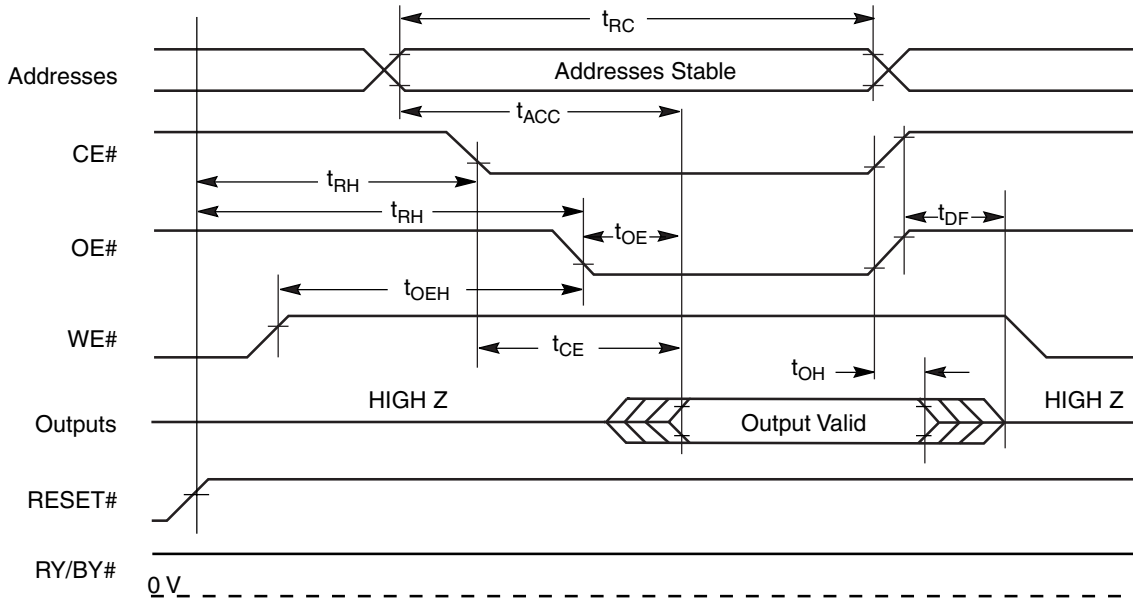 tRC
Addresses
Addresses Stable
tACC
CE#
tRH
tRH
tOE
tDF
OE#
tOEH
WE#
tCE
tOH
HIGH Z
HIGH Z
Outputs
Output Valid
RESET#
RY/BY#
0 V